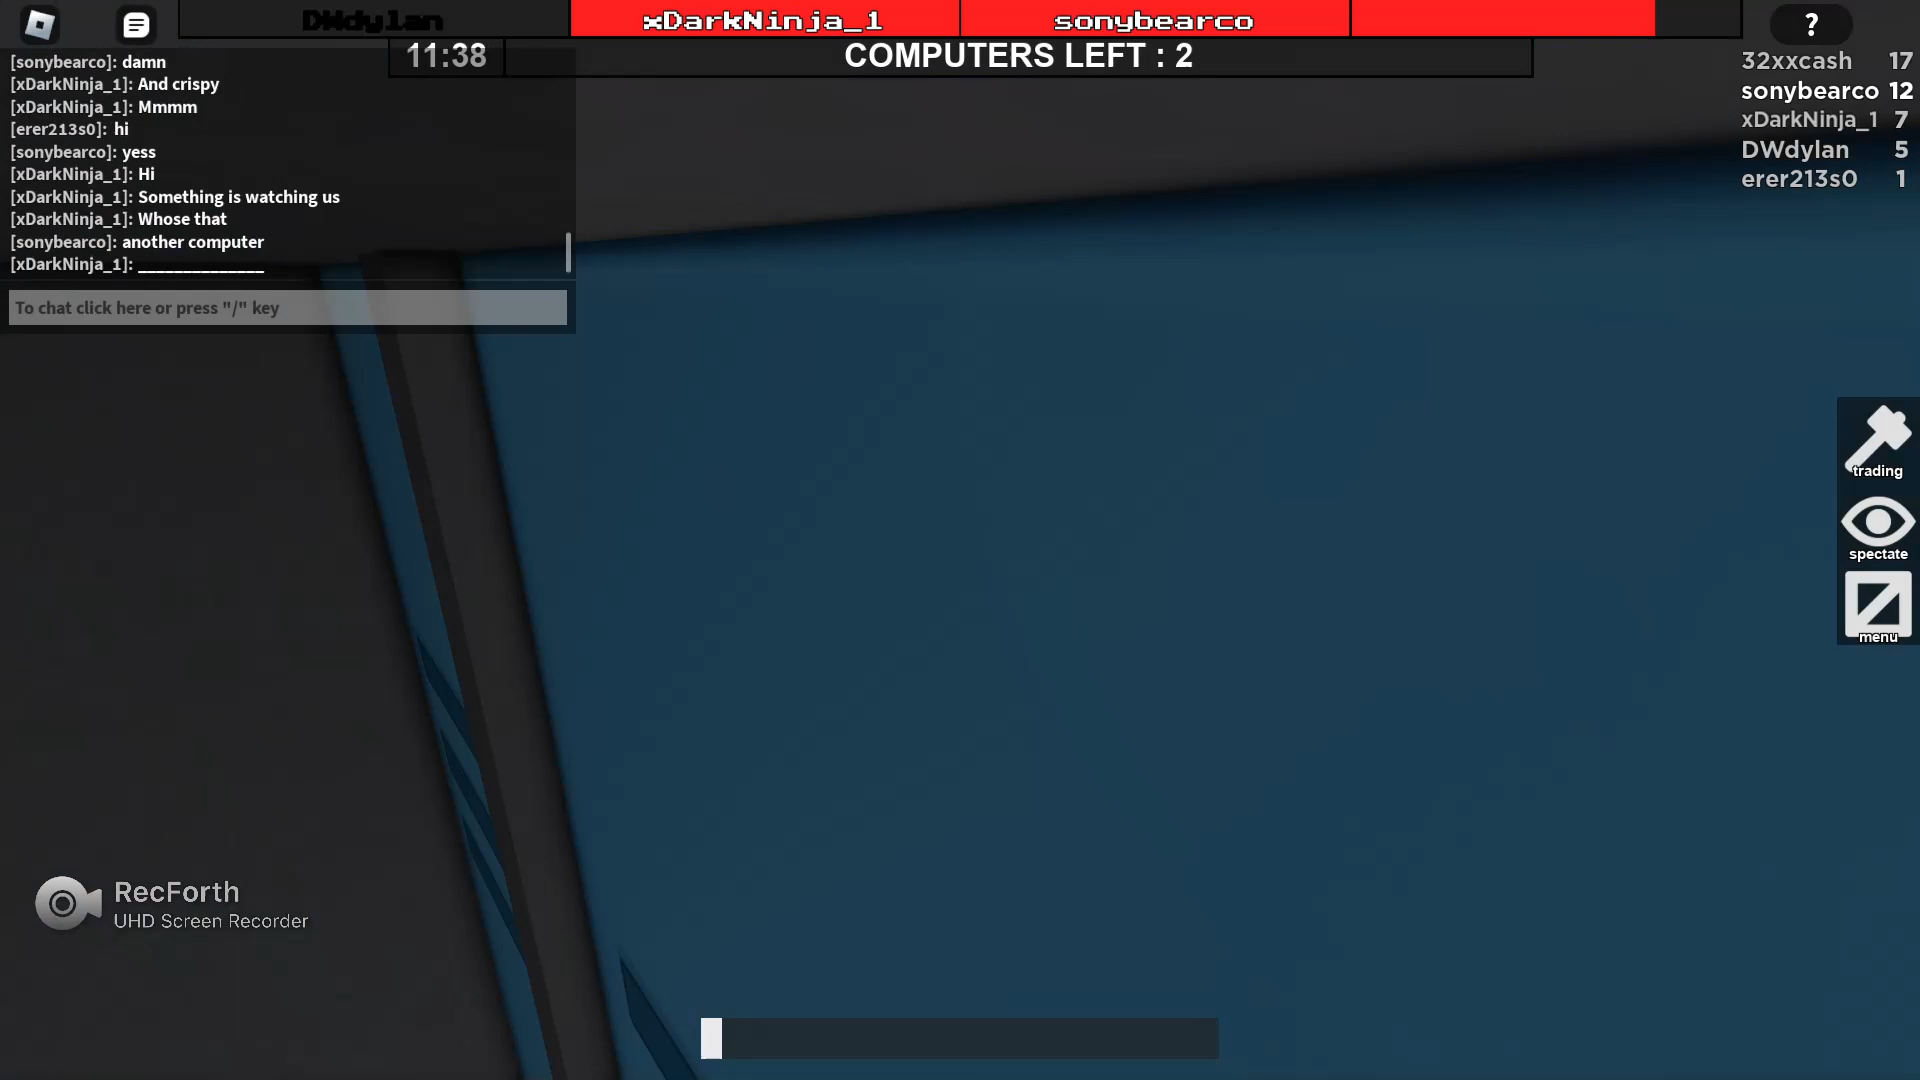 DWdylan
xDarkNinja_1
sonybearco
?
11:38
COMPUTERS LEFT : 2
[sonybearco]: damn
[xDarkNinja_1]: And crispy
[xDarkNinja_1]: Mmmm
[erer213s0]: hi
[sonybearco]: yess
[xDarkNinja_1]: Hi
[xDarkNinja_1]: Something is watching us
[xDarkNinja_1]: Whose that
[sonybearco]: another computer
[xDarkNinja_1]: ______________
To chat click here or press "/" key
32xxcash 17
sonybearco 12
xDarkNinja_1 7
DWdylan 5
erer213s0 1
trading
spectate
menu
RecForth
UHD Screen Recorder